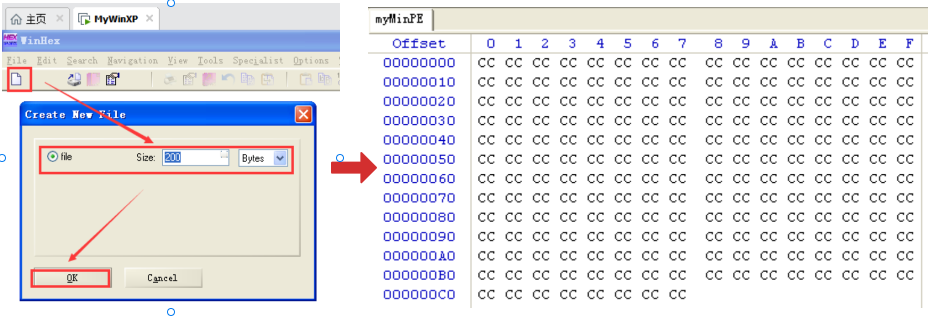 主页 × MyWinXP ×
WinHex
File Edit Search Navigation View Tools Specialist Options
Create New File
file Size: 200 Bytes
OK Cancel
myMinPE
Offset 0 1 2 3 4 5 6 7 8 9 A B C D E F
00000000 CC CC CC CC CC CC CC CC CC CC CC CC CC CC CC CC
00000010 CC CC CC CC CC CC CC CC CC CC CC CC CC CC CC CC
00000020 CC CC CC CC CC CC CC CC CC CC CC CC CC CC CC CC
00000030 CC CC CC CC CC CC CC CC CC CC CC CC CC CC CC CC
00000040 CC CC CC CC CC CC CC CC CC CC CC CC CC CC CC CC
00000050 CC CC CC CC CC CC CC CC CC CC CC CC CC CC CC CC
00000060 CC CC CC CC CC CC CC CC CC CC CC CC CC CC CC CC
00000070 CC CC CC CC CC CC CC CC CC CC CC CC CC CC CC CC
00000080 CC CC CC CC CC CC CC CC CC CC CC CC CC CC CC CC
00000090 CC CC CC CC CC CC CC CC CC CC CC CC CC CC CC CC
000000A0 CC CC CC CC CC CC CC CC CC CC CC CC CC CC CC CC
000000B0 CC CC CC CC CC CC CC CC CC CC CC CC CC CC CC CC
000000C0 CC CC CC CC CC CC CC CC